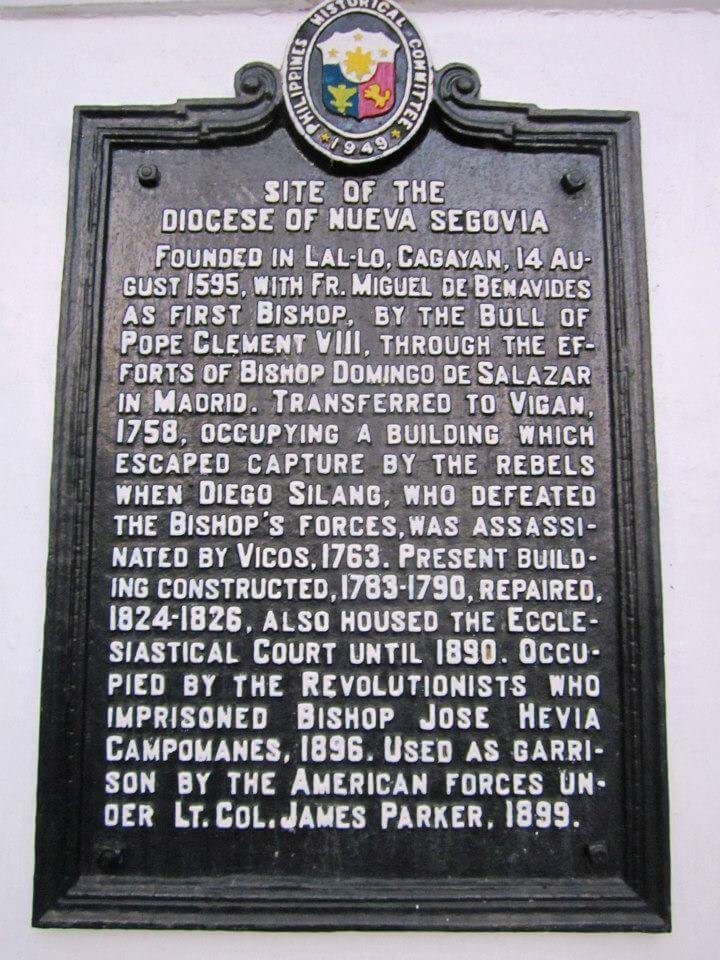 PHILIPPINES HISTORICAL COMMITTEE
1949
SITE OF THE
DIOCESE OF NUEVA SEGOVIA
FOUNDED IN LAL-LO, CAGAYAN, 14 AU-
GUST 1595, WITH FR. MIGUEL DE BENAVIDES
AS FIRST BISHOP, BY THE BULL OF
POPE CLEMENT VIII, THROUGH THE EF-
FORTS OF BISHOP DOMINGO DE SALAZAR
IN MADRID. TRANSFERRED TO VIGAN,
1758, OCCUPYING A BUILDING WHICH
ESCAPED CAPTURE BY THE REBELS
WHEN DIEGO SILANG, WHO DEFEATED
THE BISHOP'S FORCES, WAS ASSASSI-
NATED BY VICOS, 1763. PRESENT BUILD-
ING CONSTRUCTED, 1783-1790, REPAIRED,
1824-1826, ALSO HOUSED THE ECCLE-
SIASTICAL COURT UNTIL 1890. OCCU-
PIED BY THE REVOLUTIONISTS WHO
IMPRISONED BISHOP JOSE HEVIA
CAMPOMANES, 1896. USED AS GARRI-
SON BY THE AMERICAN FORCES UN-
DER LT. COL. JAMES PARKER, 1899.